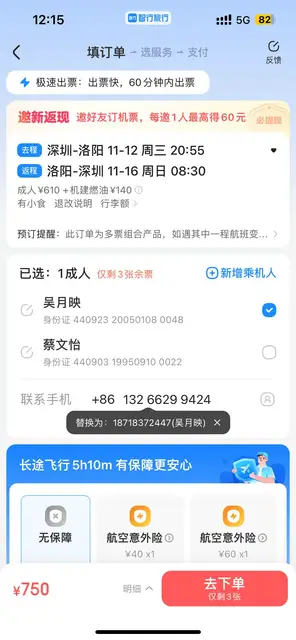 12:15
智行旅行
5G
82
填订单 → 选服务 → 支付
反馈
极速出票：出票快，60分钟内出票
邀新返现 邀好友订机票，每邀1人最高得60元
必提现
去程 深圳-洛阳 11-12 周三 20:55
返程 洛阳-深圳 11-16 周日 08:30
成人¥610＋机建燃油¥140
有小食 退改说明 行李额
预订提醒：此订单为多票组合产品，如遇其中一程航班变...
已选：1成人 仅剩3张余票
新增乘机人
吴月映
身份证 440923 20050108 0048
蔡文怡
身份证 440903 19950910 0022
联系手机 +86 132 6629 9424
替换为：18718372447(吴月映) ×
长途飞行 5h10m 有保障更安心
无保障
航空意外险
¥40 x1
航空意外险
¥60 x1
¥750
明细
去下单
仅剩3张